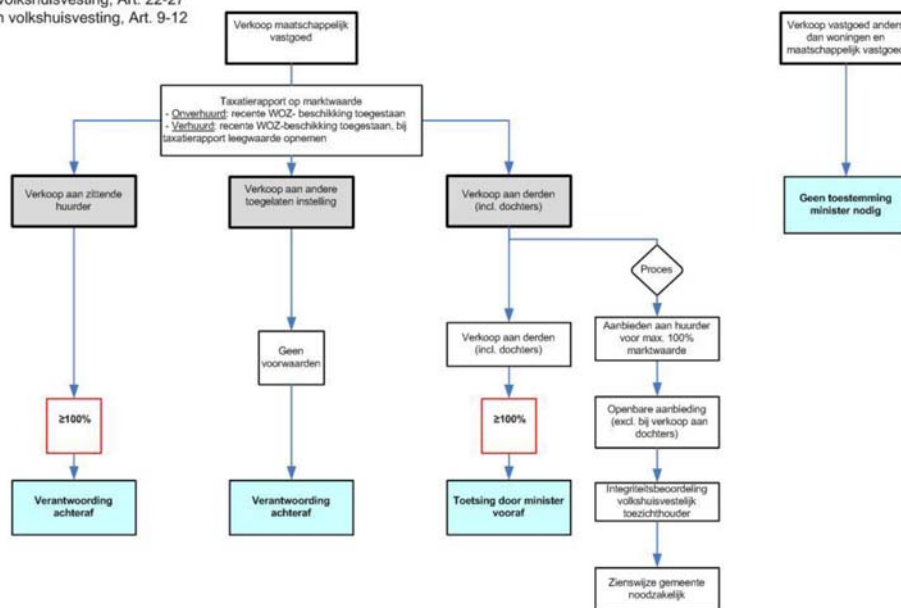 volkshuisvesting, Art. 22-27
n volkshuisvesting, Art. 9-12
Verkoop maatschappelijk
vastgoed
Verkoop vastgoed anders
dan woningen en
maatschappelijk vastgoed
Taxatierapport op marktwaarde
- Onverhuurd: recente WOZ- beschikking toegestaan
- Verhuurd: recente WOZ-beschikking toegestaan, bij
taxatierapport leegwaarde opnemen
Verkoop aan zittende
huurder
Verkoop aan andere
toegelaten instelling
Verkoop aan derden
(incl. dochters)
Geen toestemming
minister nodig
Proces
Geen
voorwaarden
Verkoop aan derden
(incl. dochters)
Aanbieden aan huurder
voor max. 100%
marktwaarde
≥100%
≥100%
Openbare aanbieding
(excl. bij verkoop aan
dochters)
Verantwoording
achteraf
Verantwoording
achteraf
Toetsing door minister
vooraf
Integriteitsbeoordeling
volkshuisvestelijk
toezichthouder
Zienswijze gemeente
noodzakelijk